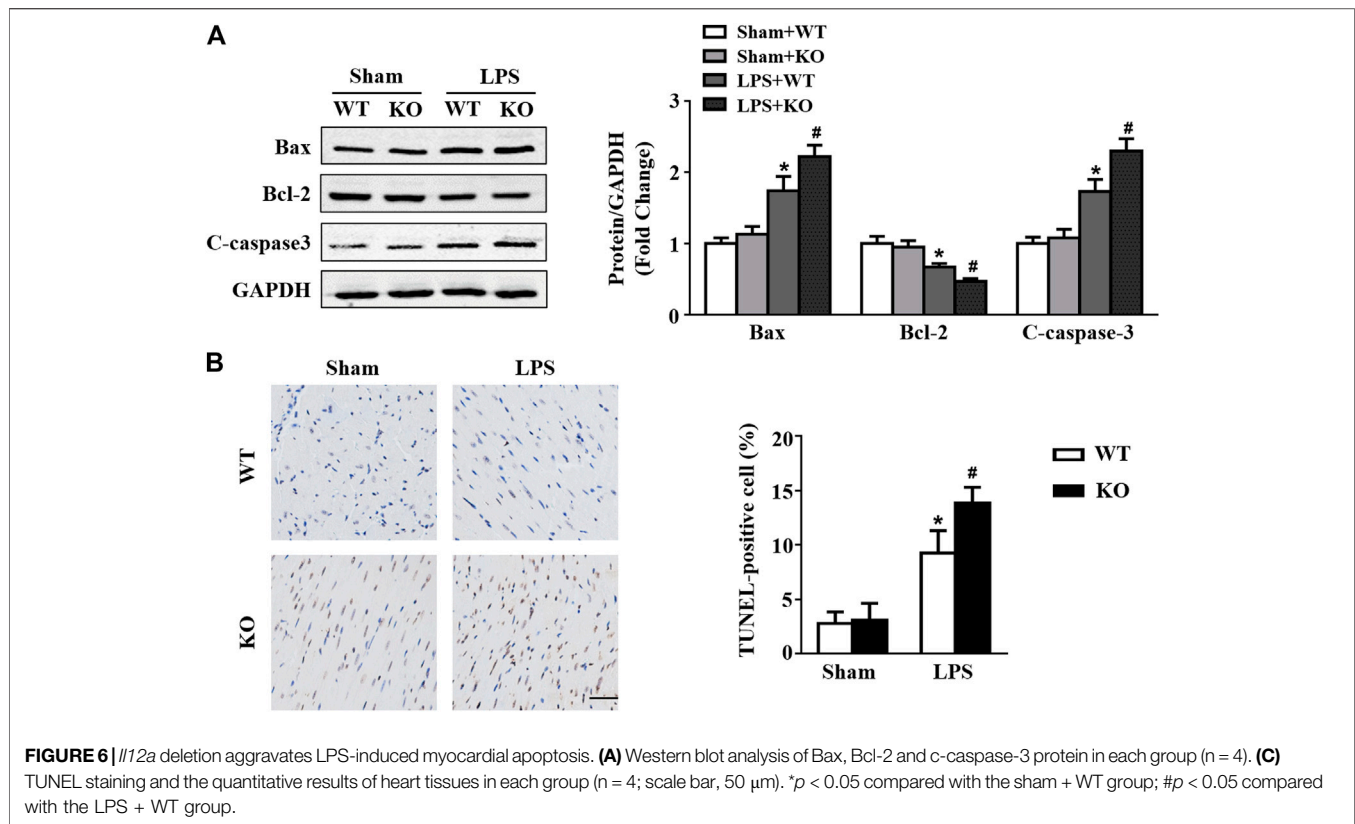 A
Sham LPS
WT KO WT KO
Bax
Bcl-2
C-caspase3
GAPDH
Sham+WT
Sham+KO
LPS+WT
LPS+KO
Protein/GAPDH
(Fold Change)
3
2
1
0
* # * # * #
Bax Bcl-2 C-caspase-3
B
Sham LPS
WT
KO
TUNEL-positive cell (%)
20
15
10
5
0
* #
Sham LPS
WT
KO
FIGURE 6 | Il12a deletion aggravates LPS-induced myocardial apoptosis. (A) Western blot analysis of Bax, Bcl-2 and c-caspase-3 protein in each group (n = 4). (C)
TUNEL staining and the quantitative results of heart tissues in each group (n = 4; scale bar, 50 μm). *p < 0.05 compared with the sham + WT group; #p < 0.05 compared
with the LPS + WT group.